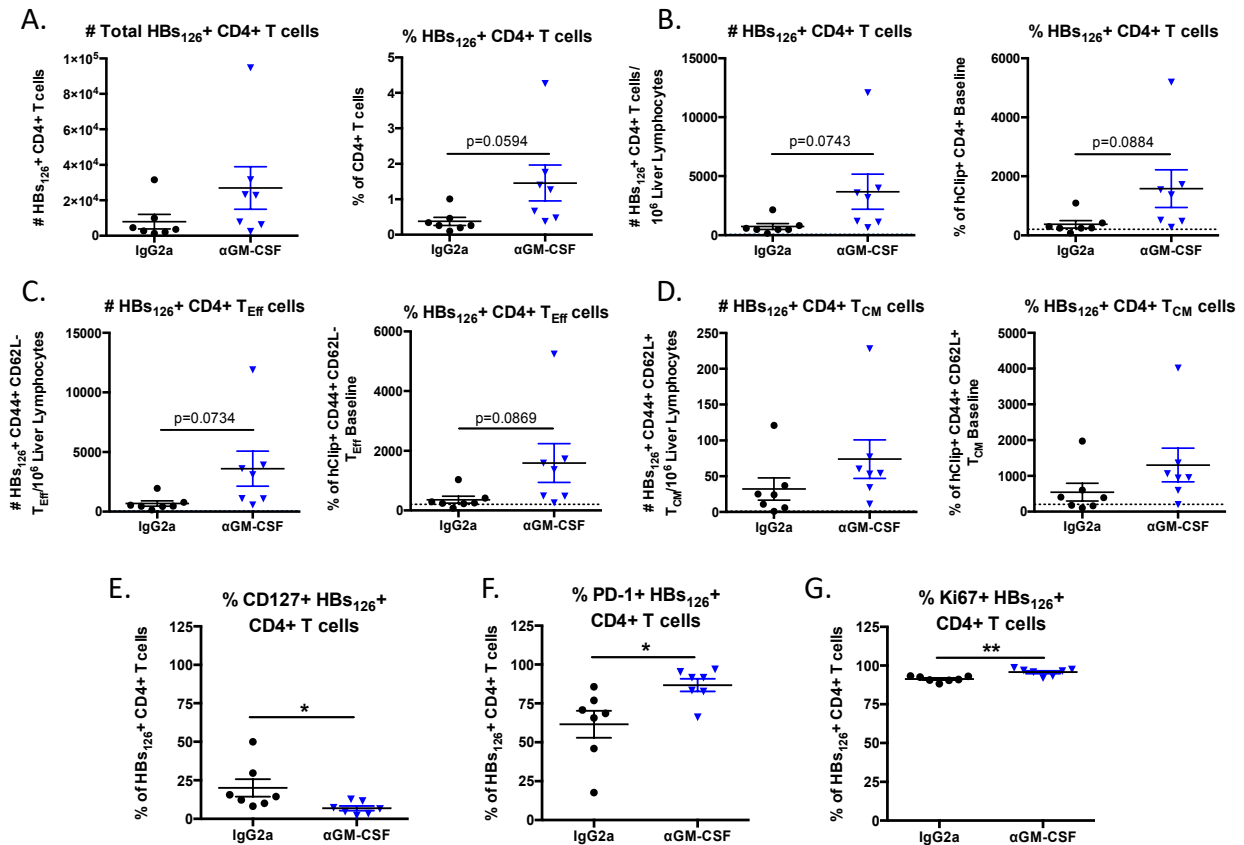 A.
# Total HBs126+ CD4+ T cells
# HBs126+ CD4+ T cells
1×10^5
8×10^4
6×10^4
4×10^4
2×10^4
0
IgG2a
αGM-CSF
% HBs126+ CD4+ T cells
% of CD4+ T cells
5
4
3
2
1
0
p=0.0594
IgG2a
αGM-CSF
B.
# HBs126+ CD4+ T cells
# HBs126+ CD4+ T cells/
10^6 Liver Lymphocytes
15000
10000
5000
0
p=0.0743
IgG2a
αGM-CSF
% HBs126+ CD4+ T cells
% of hClip+ CD4+ Baseline
6000
4000
2000
0
p=0.0884
IgG2a
αGM-CSF
C.
# HBs126+ CD4+ TEff cells
# HBs126+ CD44+ CD62L-
TEff/10^6 Liver Lymphocytes
15000
10000
5000
0
p=0.0734
IgG2a
αGM-CSF
% HBs126+ CD4+ TEff cells
% of hClip+ CD44+ CD62L-
TEff Baseline
6000
4000
2000
0
p=0.0869
IgG2a
αGM-CSF
D.
# HBs126+ CD4+ TCM cells
# HBs126+ CD44+ CD62L+
TCM/10^6 Liver Lymphocytes
250
200
150
100
50
0
IgG2a
αGM-CSF
% HBs126+ CD4+ TCM cells
% of hClip+ CD44+ CD62L+
TCM Baseline
5000
4000
3000
2000
1000
0
IgG2a
αGM-CSF
E.
% CD127+ HBs126+
CD4+ T cells
% of HBs126+ CD4+ T cells
125
100
75
50
25
0
*
IgG2a
αGM-CSF
F.
% PD-1+ HBs126+
CD4+ T cells
% of HBs126+ CD4+ T cells
125
100
75
50
25
0
*
IgG2a
αGM-CSF
G.
% Ki67+ HBs126+
CD4+ T cells
% of HBs126+ CD4+ T cells
125
100
75
50
25
0
**
IgG2a
αGM-CSF